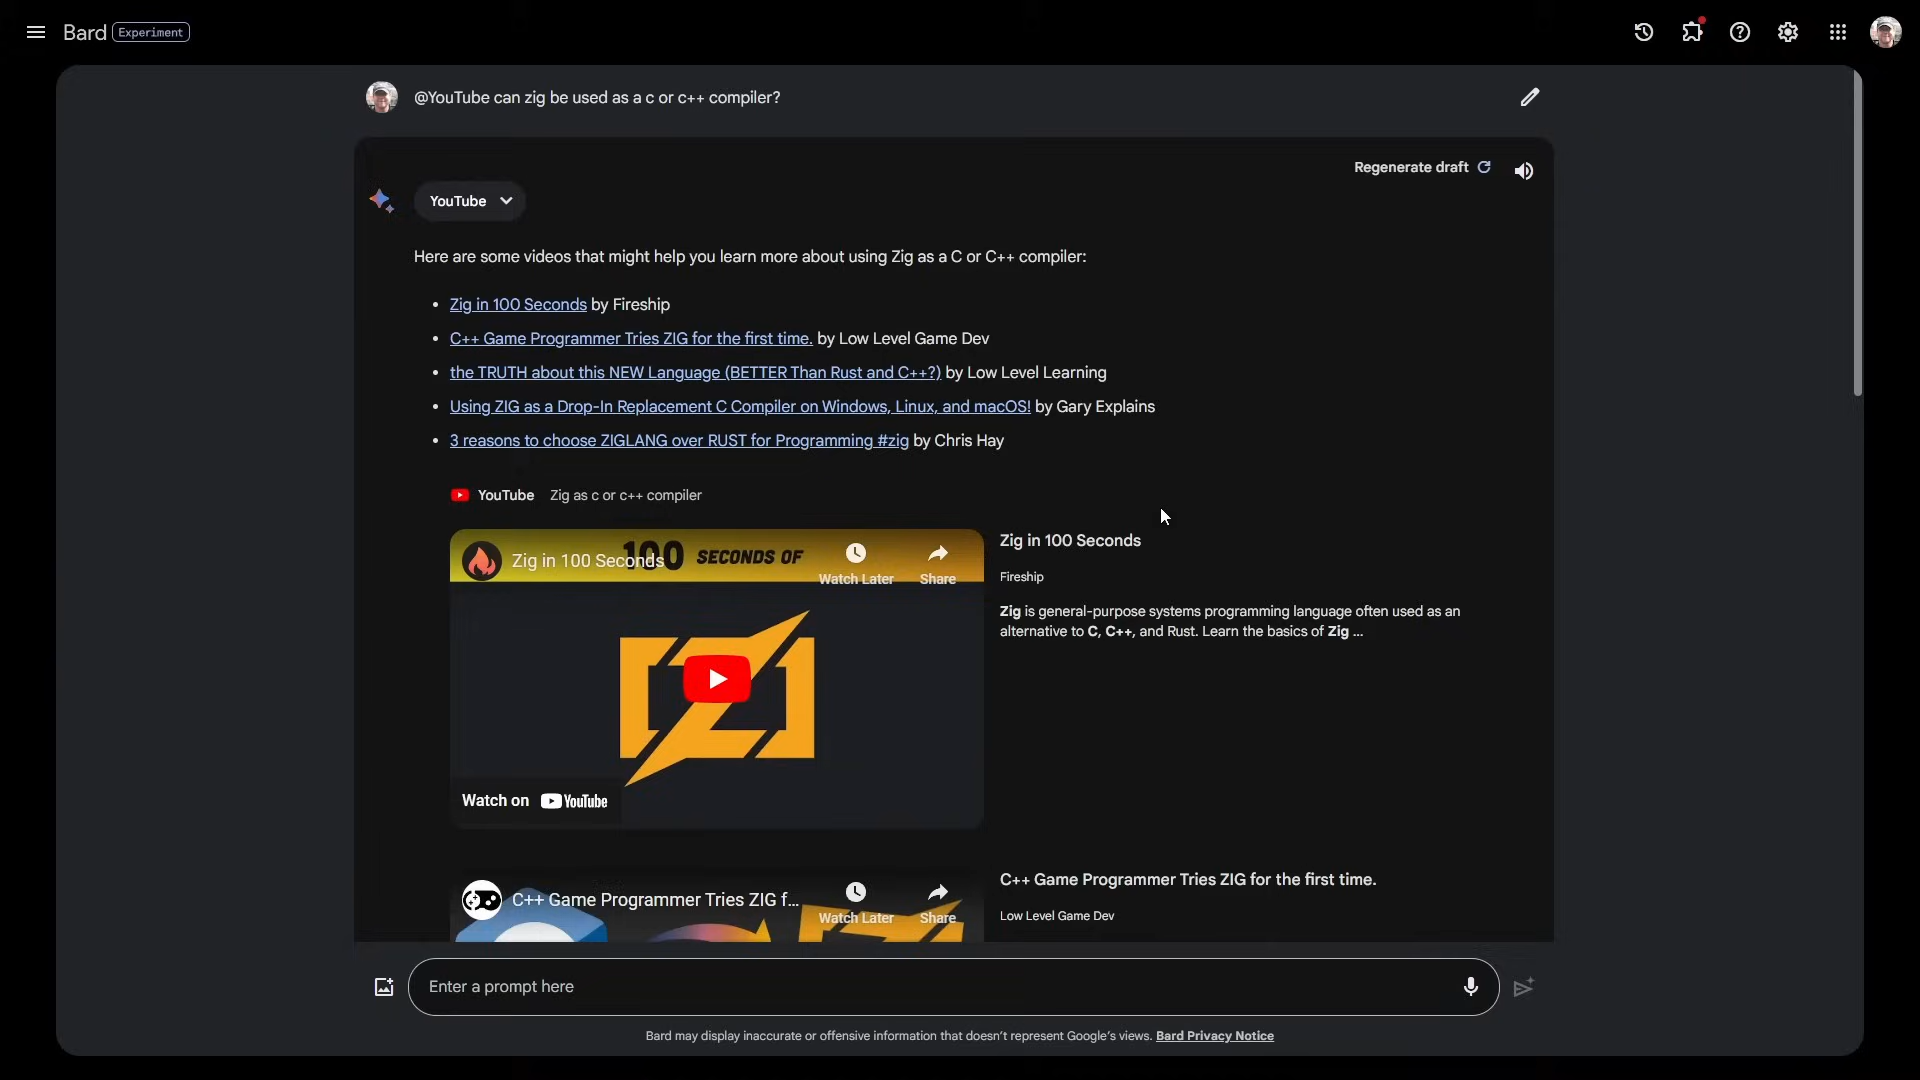 Bard Experiment
@YouTube can zig be used as a c or c++ compiler?
Regenerate draft
YouTube
Here are some videos that might help you learn more about using Zig as a C or C++ compiler:
• Zig in 100 Seconds by Fireship
• C++ Game Programmer Tries ZIG for the first time. by Low Level Game Dev
• the TRUTH about this NEW Language (BETTER Than Rust and C++?) by Low Level Learning
• Using ZIG as a Drop-In Replacement C Compiler on Windows, Linux, and macOS! by Gary Explains
• 3 reasons to choose ZIGLANG over RUST for Programming #zig by Chris Hay
YouTube Zig as c or c++ compiler
Zig in 100 Seconds
100 SECONDS OF
Watch Later Share
Watch on YouTube
Zig in 100 Seconds
Fireship
Zig is general-purpose systems programming language often used as an
alternative to C, C++, and Rust. Learn the basics of Zig ...
C++ Game Programmer Tries ZIG f...
Watch Later Share
C++ Game Programmer Tries ZIG for the first time.
Low Level Game Dev
Enter a prompt here
Bard may display inaccurate or offensive information that doesn't represent Google's views. Bard Privacy Notice